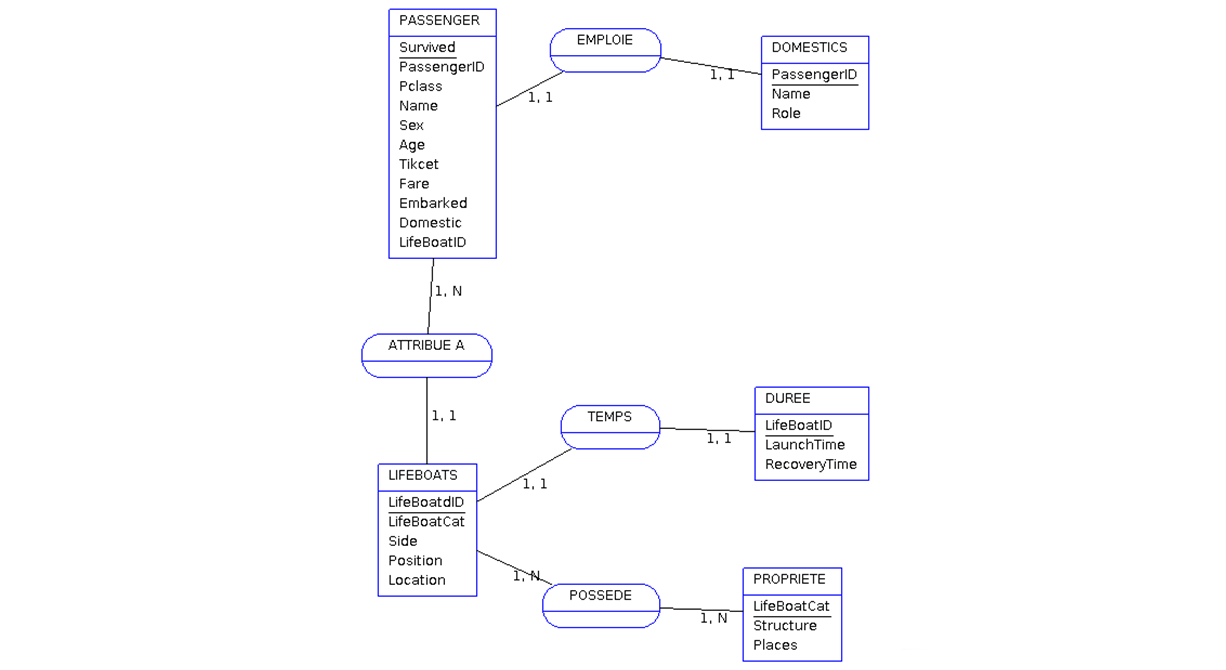 PASSENGER
Survived
PassengerID
Pclass
Name
Sex
Age
Tikcet
Fare
Embarked
Domestic
LifeBoatID
EMPLOIE
1, 1
1, 1
DOMESTICS
PassengerID
Name
Role
1, N
ATTRIBUE A
1, 1
LIFEBOATS
LifeBoatdID
LifeBoatCat
Side
Position
Location
TEMPS
1, 1
1, 1
DUREE
LifeBoatID
LaunchTime
RecoveryTime
1, N
POSSEDE
1, N
PROPRIETE
LifeBoatCat
Structure
Places